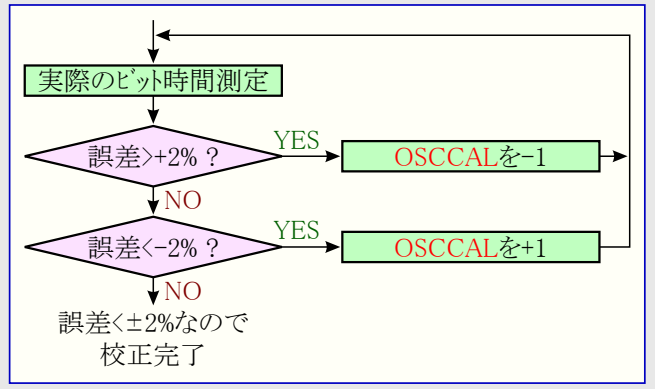 実際のビット時間測定
誤差>+2% ?
YES
OSCCALを-1
NO
誤差<-2% ?
YES
OSCCALを+1
NO
誤差<±2%なので
校正完了